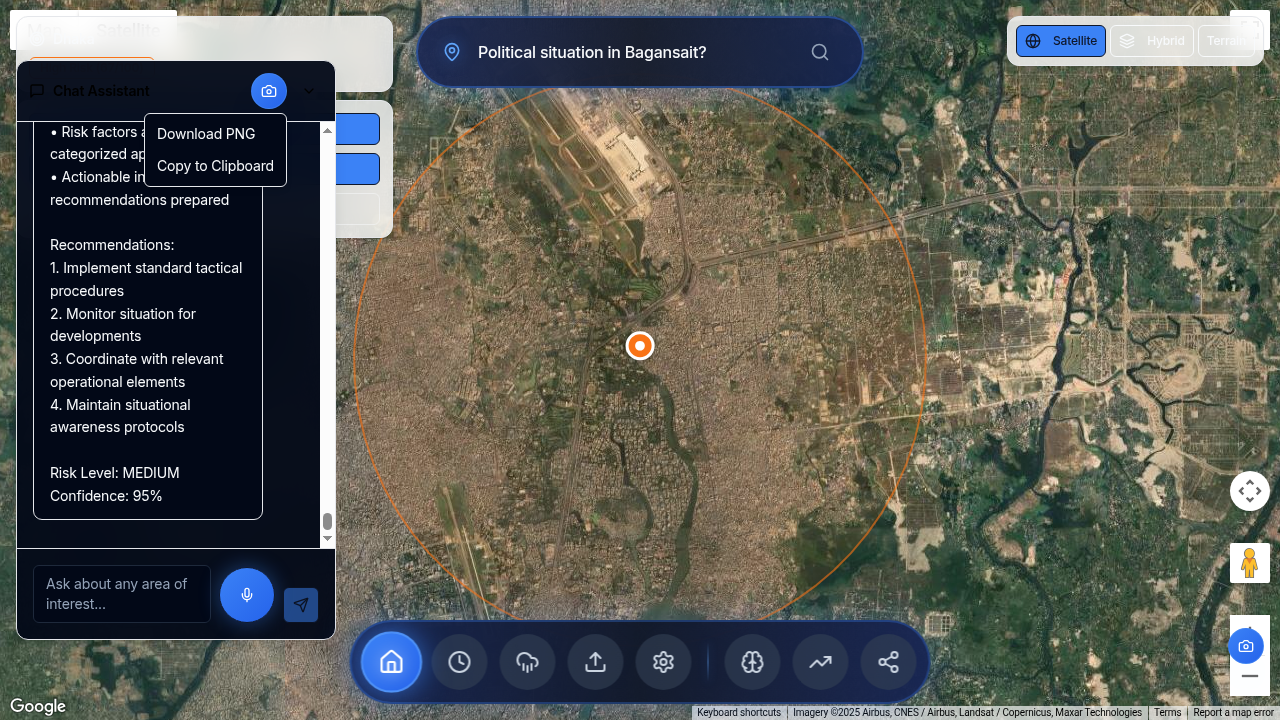 Map
Satellite
Political situation in Bagansait?
Satellite
Hybrid
Terrain
Chat Assistant
Download PNG
Copy to Clipboard
• Risk factors
categorized
• Actionable
recommendations prepared
Recommendations:
1. Implement standard tactical
procedures
2. Monitor situation for
developments
3. Coordinate with relevant
operational elements
4. Maintain situational
awareness protocols
Risk Level: MEDIUM
Confidence: 95%
Ask about any area of
interest...
Google
Keyboard shortcuts
Imagery ©2025 Airbus, CNES / Airbus, Landsat / Copernicus, Maxar Technologies
Terms
Report a map error